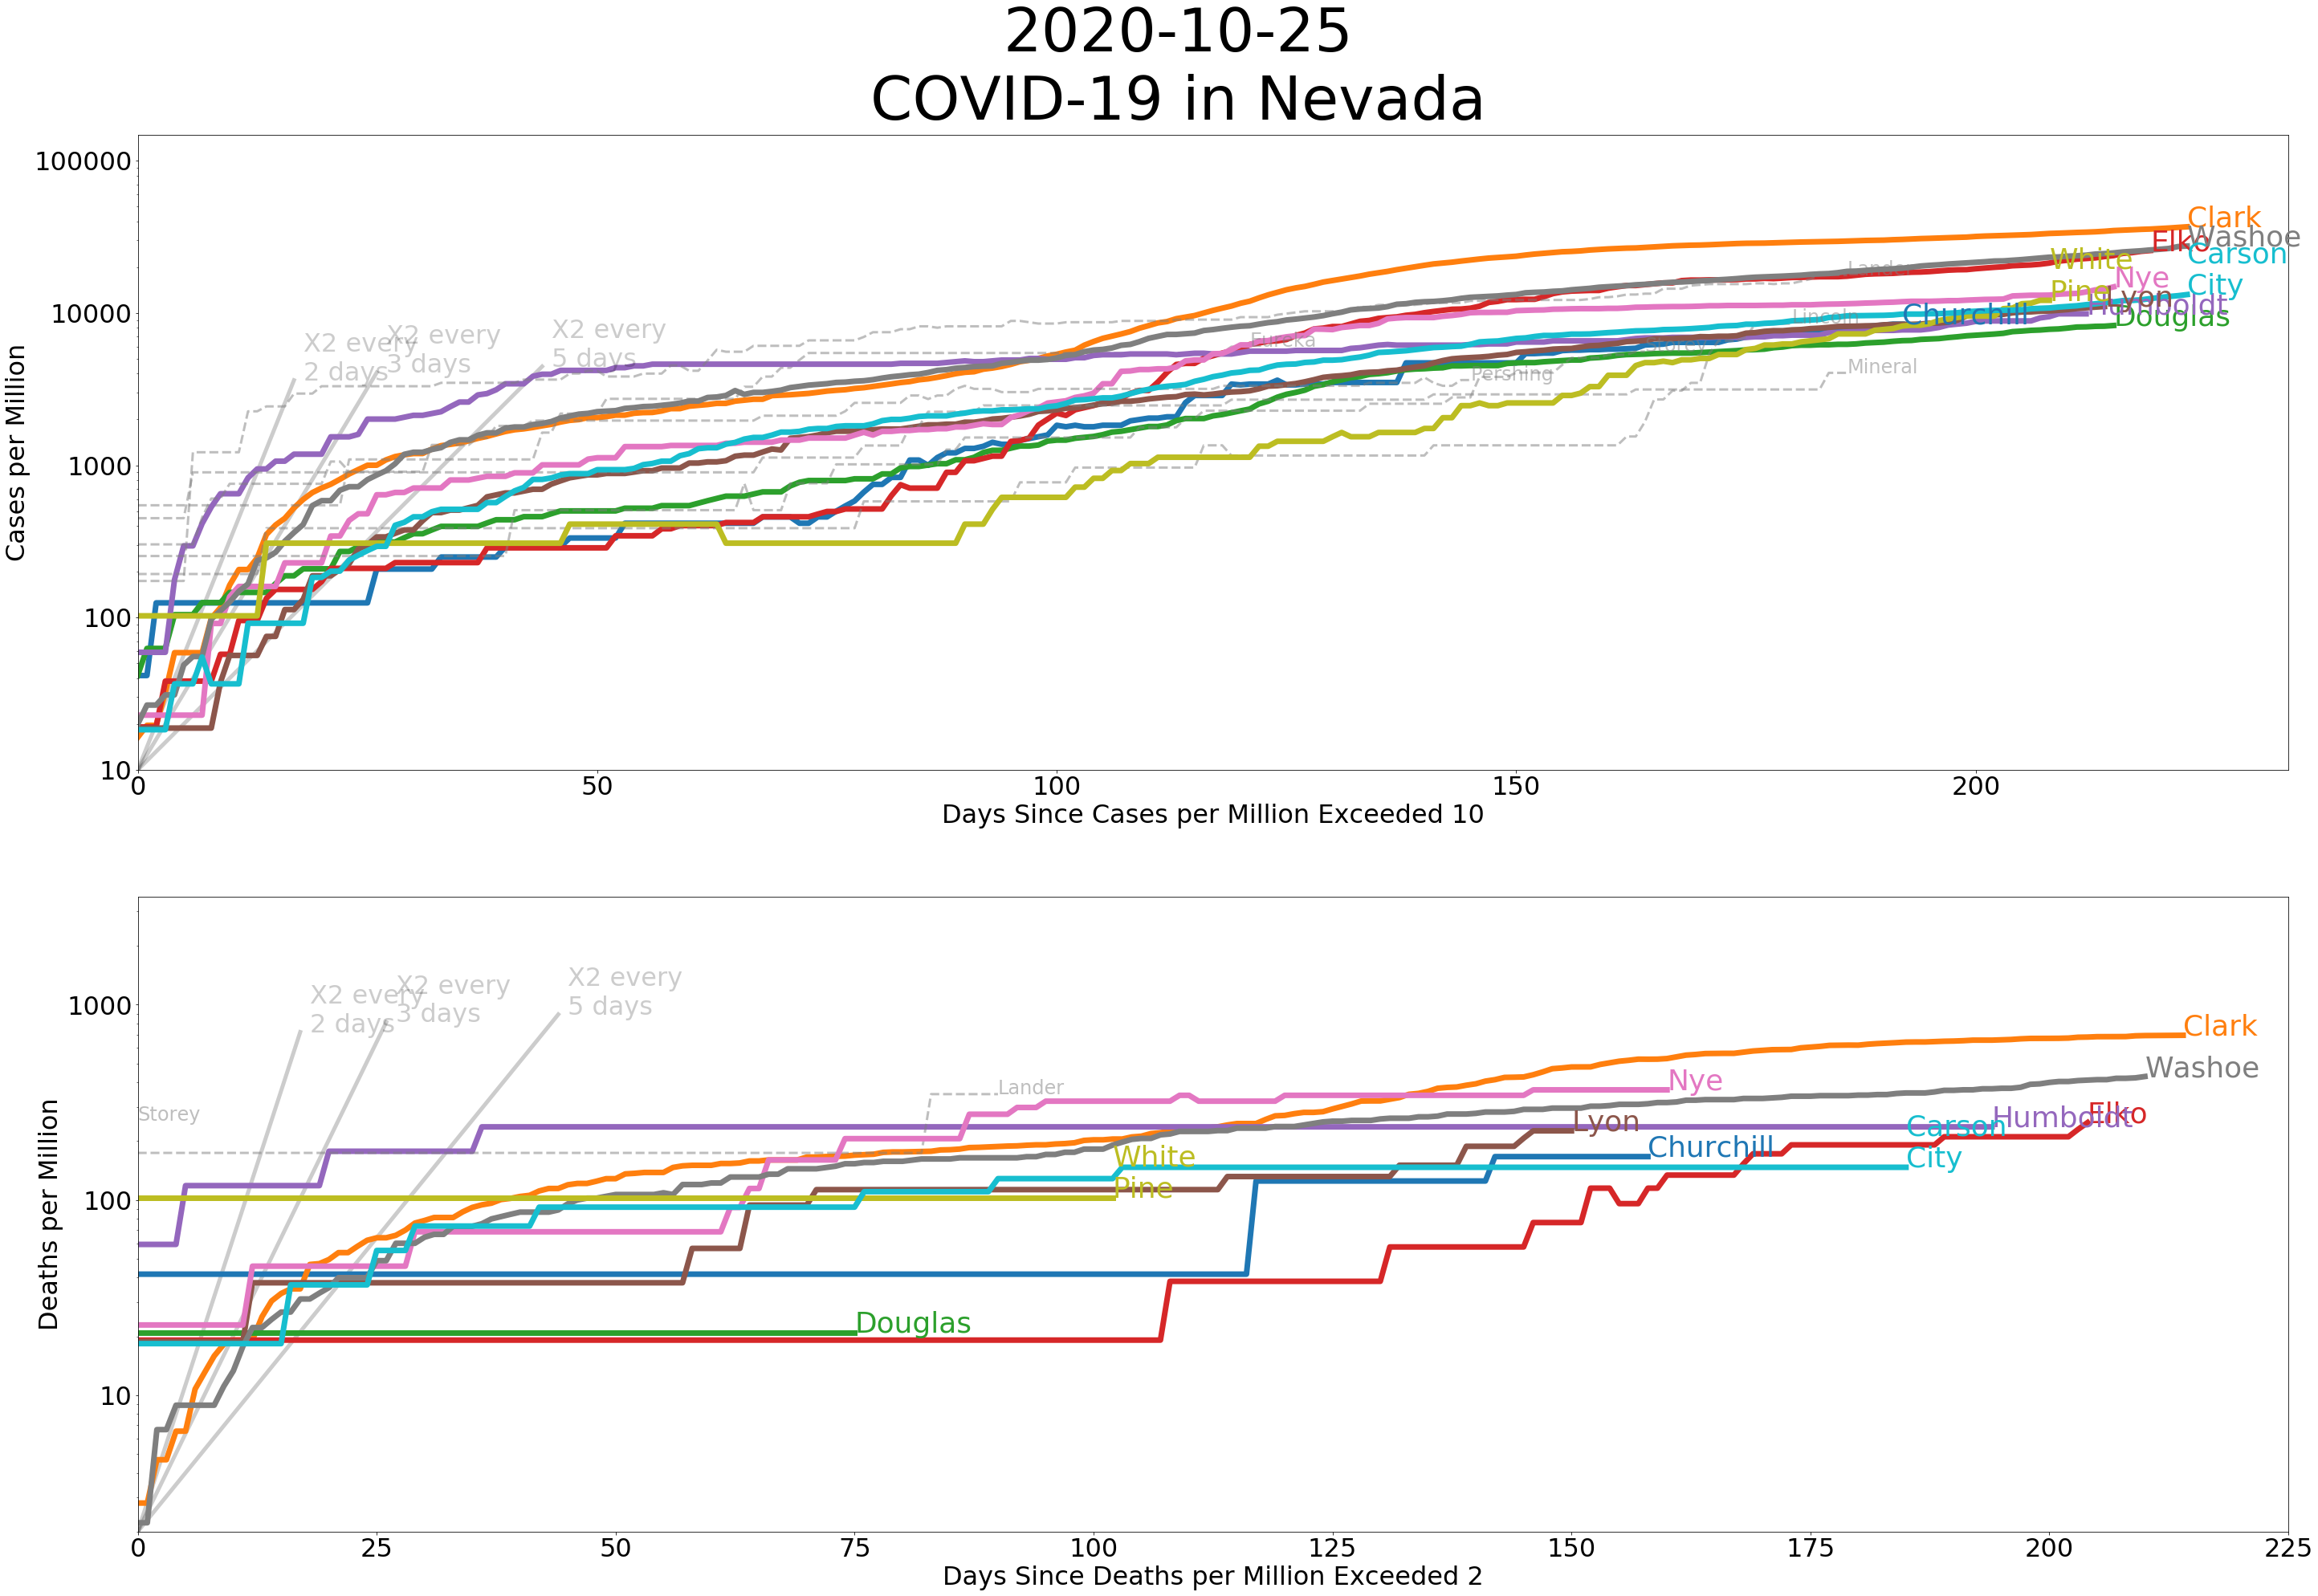 2020-10-25
COVID-19 in Nevada
Cases per Million
100000
10000
1000
100
10
X2 every
2 days
X2 every
3 days
X2 every
5 days
Clark
Washoe
Elko
White
Pine
Carson
City
Nye
Lyon
Humboldt
Churchill
Douglas
Lander
Lincoln
Eureka
Storey
Pershing
Mineral
0
50
100
150
200
Days Since Cases per Million Exceeded 10
Deaths per Million
1000
100
10
X2 every
2 days
X2 every
3 days
X2 every
5 days
Storey
Lander
Clark
Washoe
Nye
Lyon
Carson
City
Humboldt
Elko
Churchill
White
Pine
Douglas
0
25
50
75
100
125
150
175
200
225
Days Since Deaths per Million Exceeded 2